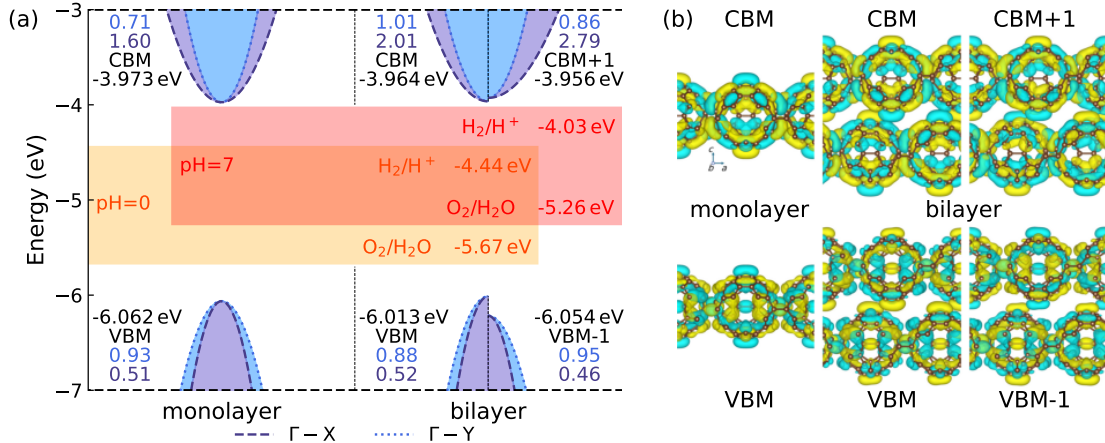 (a)
Energy (eV)
−3
−4
−5
−6
−7
0.71
1.60
CBM
-3.973 eV
1.01
2.01
CBM
-3.964 eV
0.86
2.79
CBM+1
-3.956 eV
H₂/H⁺ -4.03 eV
pH=7
H₂/H⁺ -4.44 eV
pH=0
O₂/H₂O -5.26 eV
O₂/H₂O -5.67 eV
-6.062 eV
VBM
0.93
0.51
-6.013 eV
VBM
0.88
0.52
-6.054 eV
VBM-1
0.95
0.46
monolayer
bilayer
Γ − X
Γ − Y
(b)
CBM
CBM
CBM+1
c
b
a
monolayer
bilayer
VBM
VBM
VBM-1